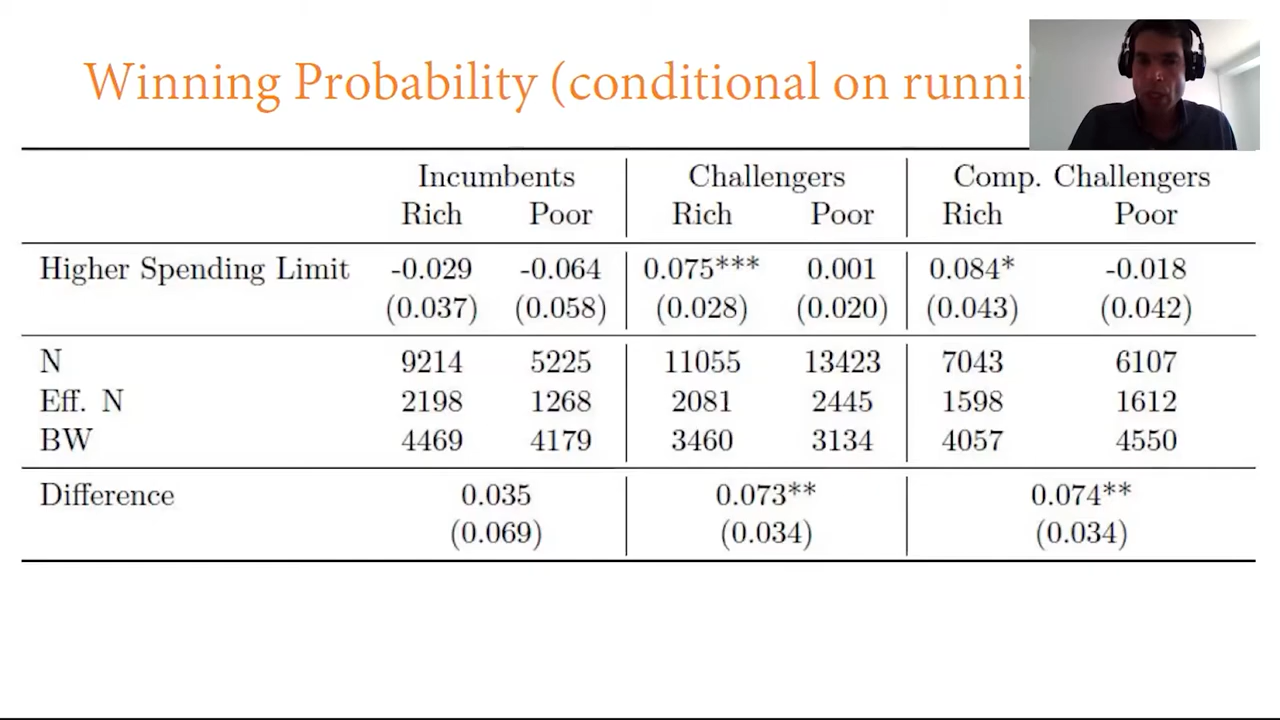 Winning Probability (conditional on runni
Incumbents Challengers Comp. Challengers
Rich Poor Rich Poor Rich Poor
Higher Spending Limit -0.029 -0.064 0.075*** 0.001 0.084* -0.018
(0.037) (0.058) (0.028) (0.020) (0.043) (0.042)
N 9214 5225 11055 13423 7043 6107
Eff. N 2198 1268 2081 2445 1598 1612
BW 4469 4179 3460 3134 4057 4550
Difference 0.035 0.073** 0.074**
(0.069) (0.034) (0.034)